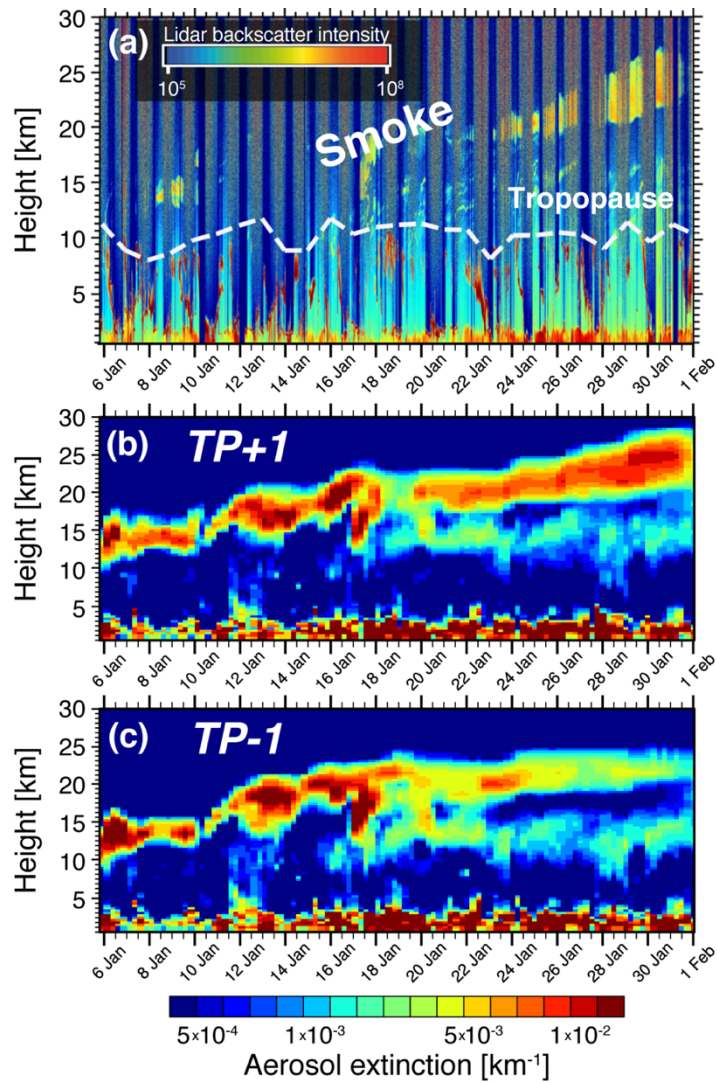 (a)
Lidar backscatter intensity
10⁵
10⁸
Smoke
Tropopause
Height [km]
30
25
20
15
10
5
6 Jan
8 Jan
10 Jan
12 Jan
14 Jan
16 Jan
18 Jan
20 Jan
22 Jan
24 Jan
26 Jan
28 Jan
30 Jan
1 Feb
(b)
TP+1
Height [km]
30
25
20
15
10
5
6 Jan
8 Jan
10 Jan
12 Jan
14 Jan
16 Jan
18 Jan
20 Jan
22 Jan
24 Jan
26 Jan
28 Jan
30 Jan
1 Feb
(c)
TP-1
Height [km]
30
25
20
15
10
5
6 Jan
8 Jan
10 Jan
12 Jan
14 Jan
16 Jan
18 Jan
20 Jan
22 Jan
24 Jan
26 Jan
28 Jan
30 Jan
1 Feb
5×10⁻⁴ 1×10⁻³ 5×10⁻³ 1×10⁻²
Aerosol extinction [km⁻¹]